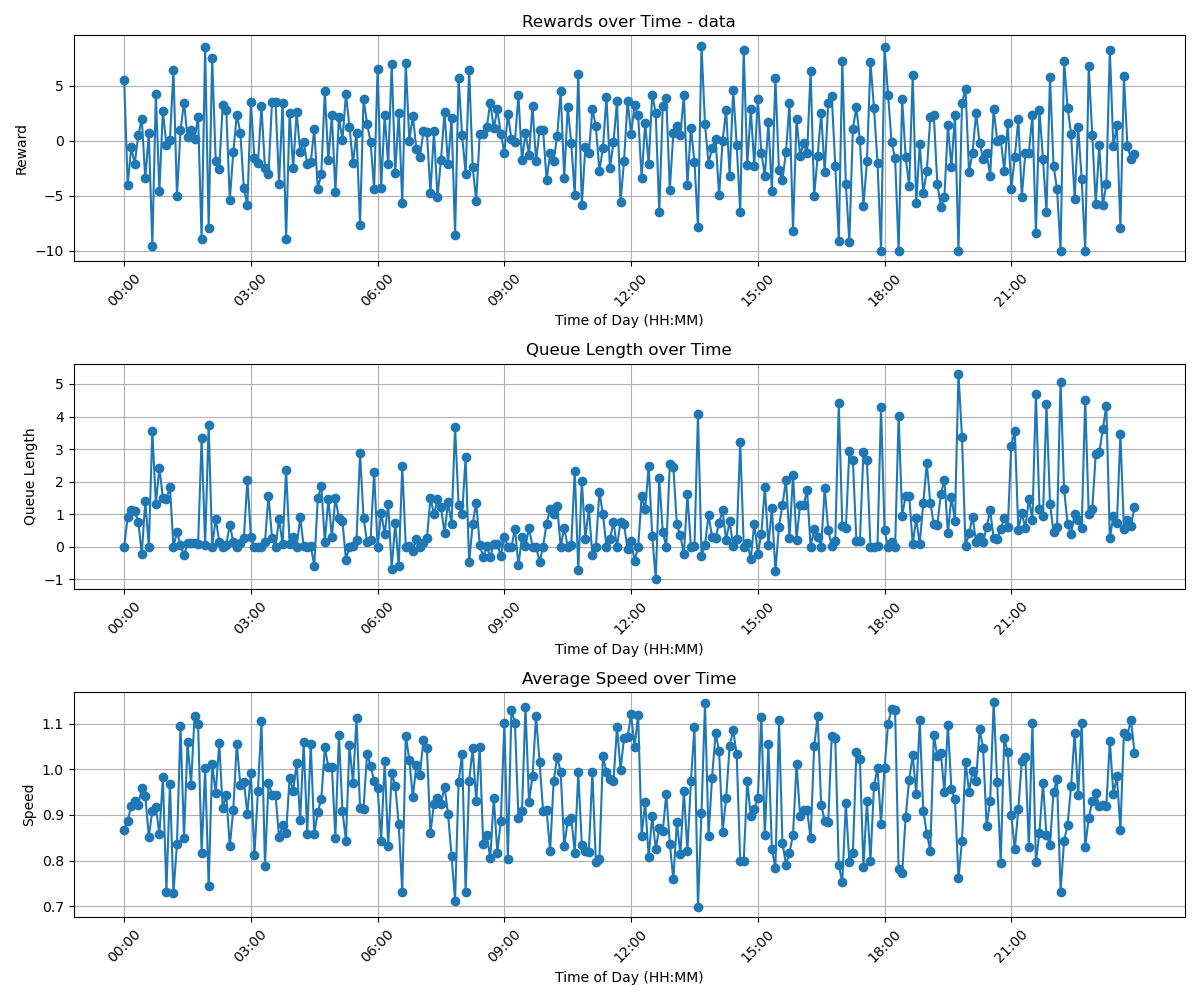 Rewards over Time - data
Reward
5
0
−5
−10
00:00 03:00 06:00 09:00 12:00 15:00 18:00 21:00
Time of Day (HH:MM)
Queue Length over Time
Queue Length
5
4
3
2
1
0
−1
00:00 03:00 06:00 09:00 12:00 15:00 18:00 21:00
Time of Day (HH:MM)
Average Speed over Time
Speed
1.1
1.0
0.9
0.8
0.7
00:00 03:00 06:00 09:00 12:00 15:00 18:00 21:00
Time of Day (HH:MM)